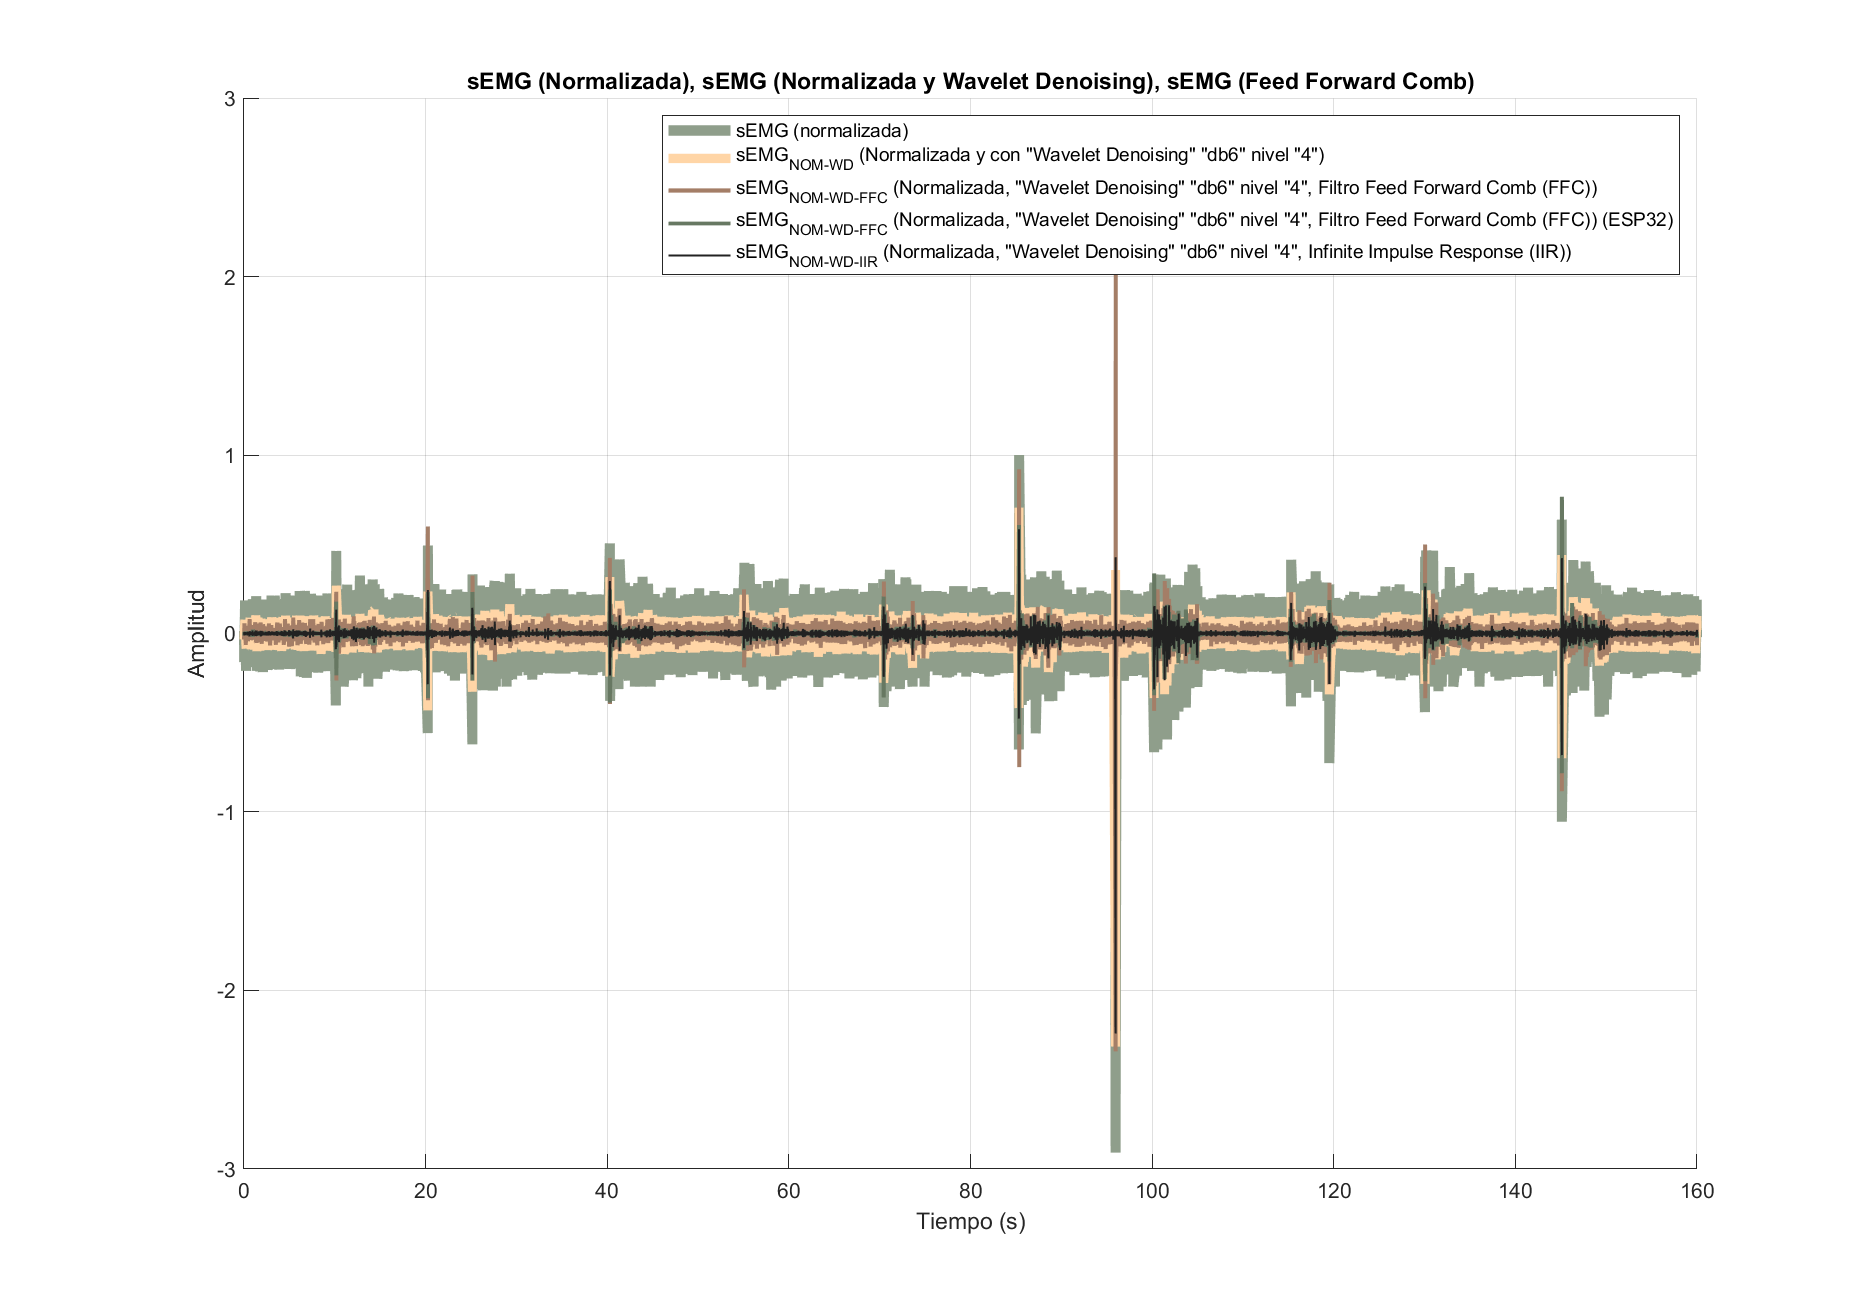 sEMG (Normalizada), sEMG (Normalizada y Wavelet Denoising), sEMG (Feed Forward Comb)
sEMG (normalizada)
sEMG_NOM-WD (Normalizada y con "Wavelet Denoising" "db6" nivel "4")
sEMG_NOM-WD-FFC (Normalizada, "Wavelet Denoising" "db6" nivel "4", Filtro Feed Forward Comb (FFC))
sEMG_NOM-WD-FFC (Normalizada, "Wavelet Denoising" "db6" nivel "4", Filtro Feed Forward Comb (FFC)) (ESP32)
sEMG_NOM-WD-IIR (Normalizada, "Wavelet Denoising" "db6" nivel "4", Infinite Impulse Response (IIR))
Amplitud
3
2
1
0
-1
-2
-3
0 20 40 60 80 100 120 140 160
Tiempo (s)